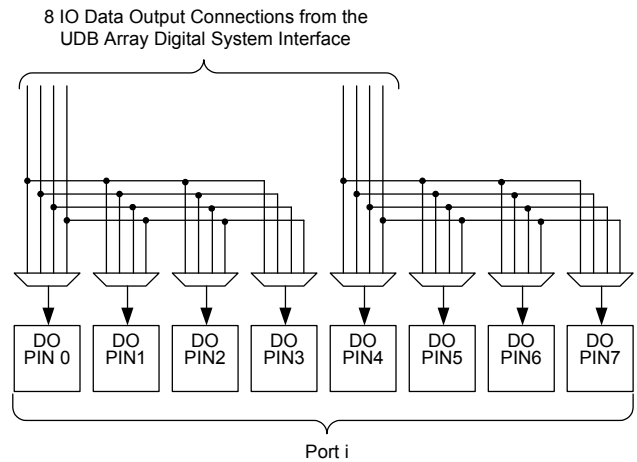 8 IO Data Output Connections from the
UDB Array Digital System Interface
DO
PIN 0
DO
PIN1
DO
PIN2
DO
PIN3
DO
PIN4
DO
PIN5
DO
PIN6
DO
PIN7
Port i